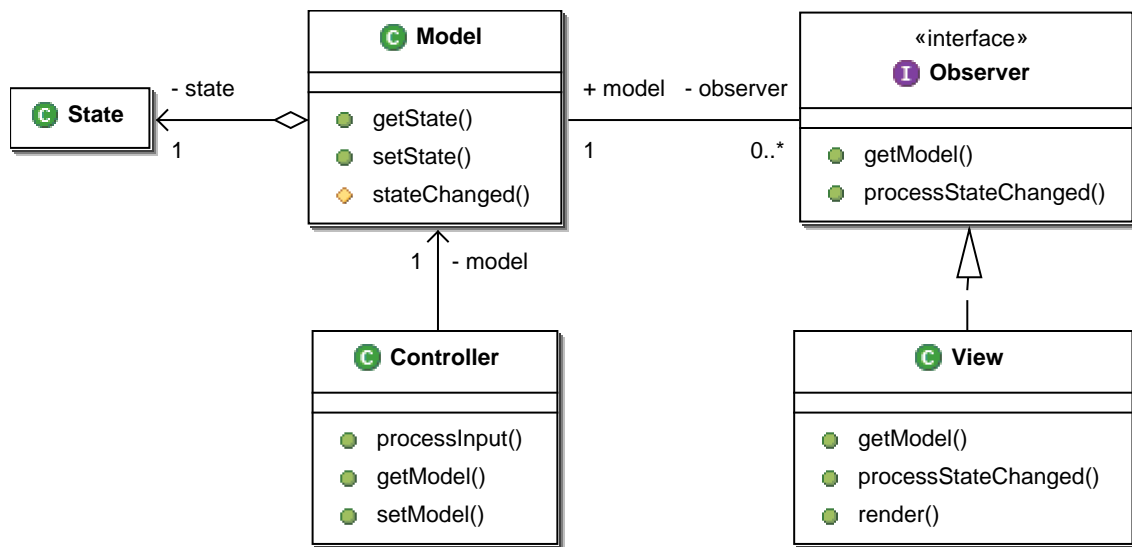 C Model
- state
1
C State
getState()
setState()
stateChanged()
+ model - observer
1 0..*
«interface»
I Observer
getModel()
processStateChanged()
1 - model
C Controller
processInput()
getModel()
setModel()
C View
getModel()
processStateChanged()
render()